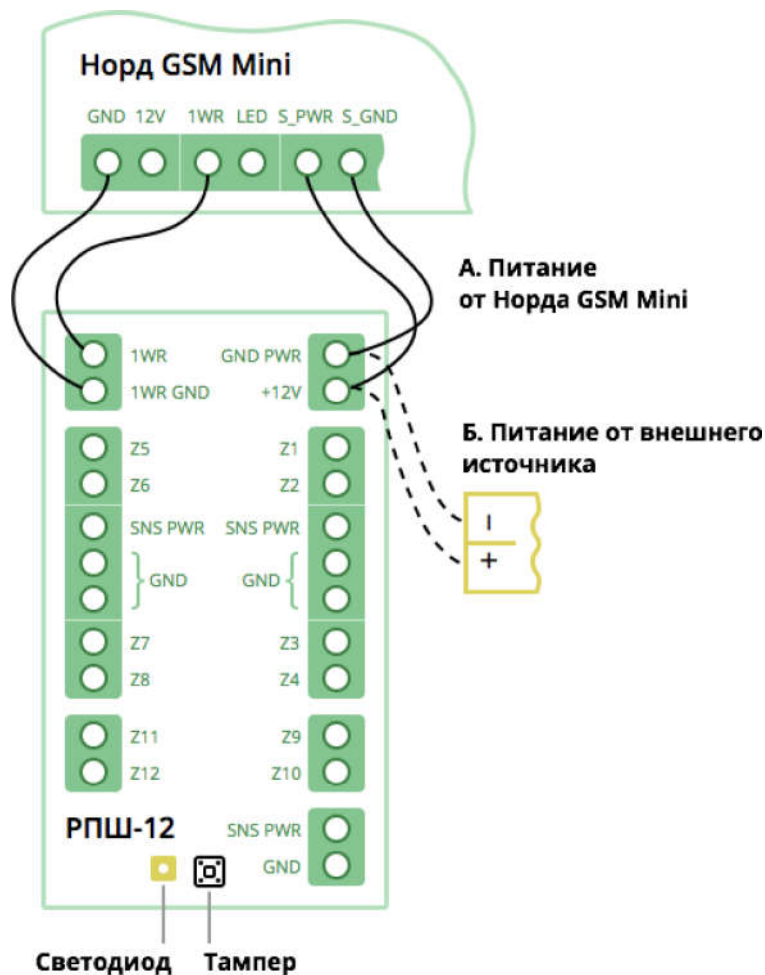 Норд GSM Mini
GND 12V 1WR LED S_PWR S_GND
А. Питание
от Норда GSM Mini
1WR GND PWR
1WR GND +12V
Б. Питание от внешнего
источника
Z5 Z1
Z6 Z2
–
SNS PWR SNS PWR
+
GND GND
Z7 Z3
Z8 Z4
Z11 Z9
Z12 Z10
РПШ-12 SNS PWR
GND
Светодиод Тампер